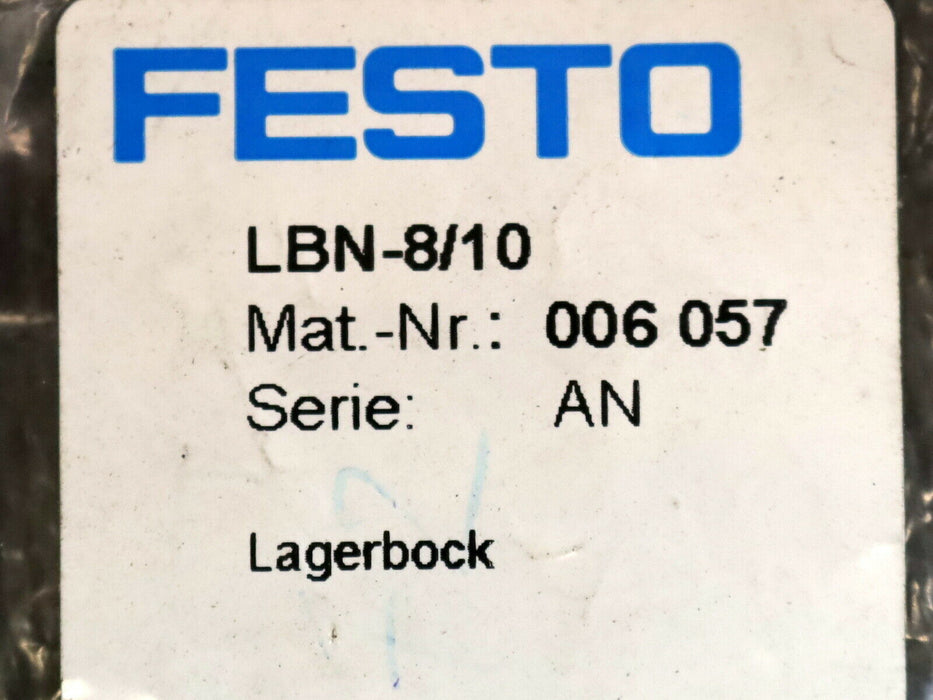 FESTO
LBN-8/10
Mat.-Nr.: 006 057
Serie: AN
Lagerbock